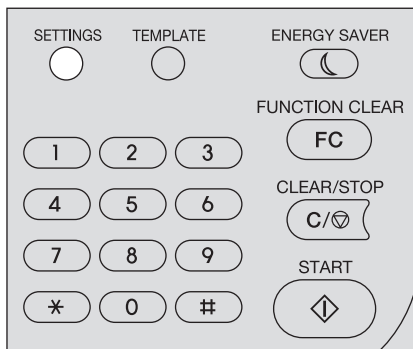 SETTINGS TEMPLATE ENERGY SAVER
FUNCTION CLEAR
1 2 3 FC
CLEAR/STOP
4 5 6 C/
7 8 9 START
* 0 #